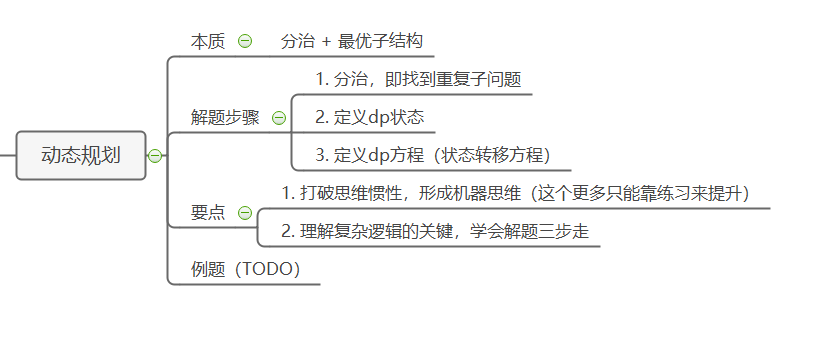 动态规划
本质
分治 + 最优子结构
解题步骤
1. 分治，即找到重复子问题
2. 定义dp状态
3. 定义dp方程（状态转移方程）
要点
1. 打破思维惯性，形成机器思维（这个更多只能靠练习来提升）
2. 理解复杂逻辑的关键，学会解题三步走
例题（TODO）